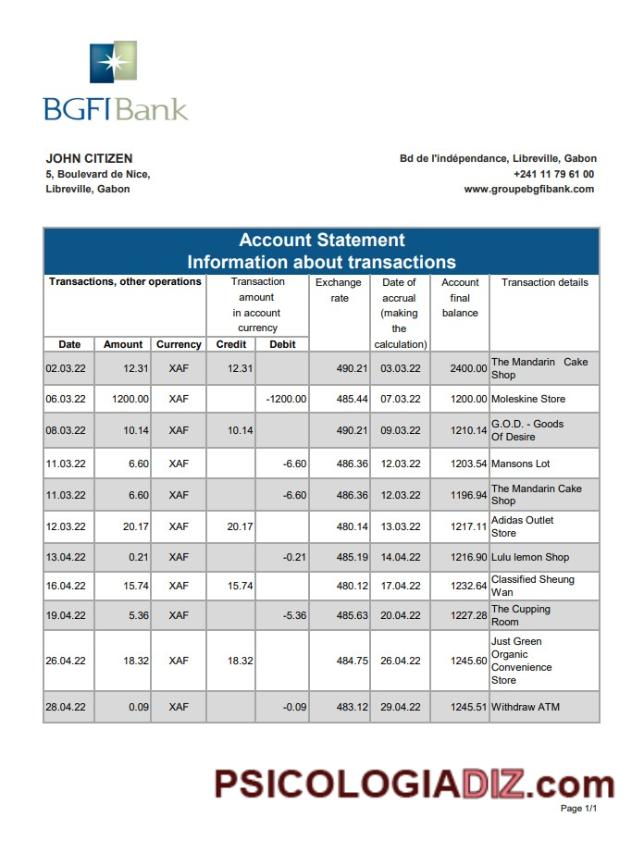 BGFIBank
JOHN CITIZEN
5, Boulevard de Nice,
Libreville, Gabon
Bd de l'indépendance, Libreville, Gabon
+241 11 79 61 00
www.groupebgfibank.com
Account Statement
Information about transactions
Transactions, other operations
Transaction
amount
in account
currency
Exchange
rate
Date of
accrual
(making
the
calculation)
Account
final
balance
Transaction details
Date Amount Currency Credit Debit
02.03.22 12.31 XAF 12.31 490.21 03.03.22 2400.00 The Mandarin Cake
Shop
06.03.22 1200.00 XAF -1200.00 485.44 07.03.22 1200.00 Moleskine Store
08.03.22 10.14 XAF 10.14 490.21 09.03.22 1210.14 G.O.D. - Goods
Of Desire
11.03.22 6.60 XAF -6.60 486.36 12.03.22 1203.54 Mansons Lot
11.03.22 6.60 XAF -6.60 486.36 12.03.22 1196.94 The Mandarin Cake
Shop
12.03.22 20.17 XAF 20.17 480.14 13.03.22 1217.11 Adidas Outlet
Store
13.04.22 0.21 XAF -0.21 485.19 14.04.22 1216.90 Lulu lemon Shop
16.04.22 15.74 XAF 15.74 480.12 17.04.22 1232.64 Classified Sheung
Wan
19.04.22 5.36 XAF -5.36 485.63 20.04.22 1227.28 The Cupping
Room
26.04.22 18.32 XAF 18.32 484.75 26.04.22 1245.60 Just Green
Organic
Convenience
Store
28.04.22 0.09 XAF -0.09 483.12 29.04.22 1245.51 Withdraw ATM
PSICOLOGIADIZ.com
Page 1/1